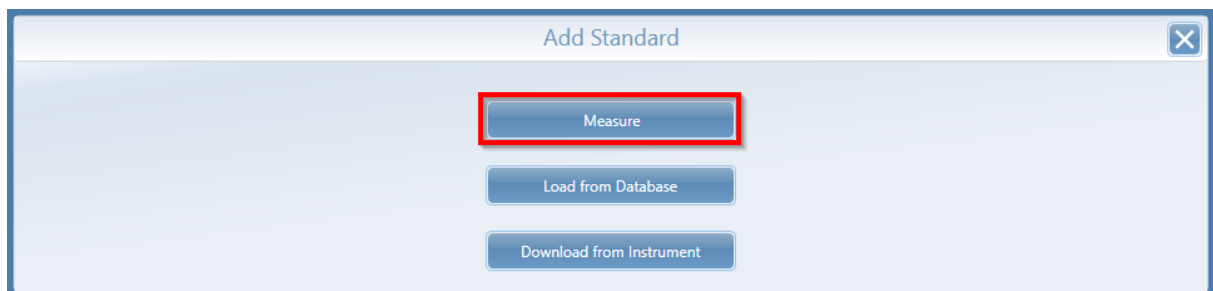 Add Standard
Measure
Load from Database
Download from Instrument